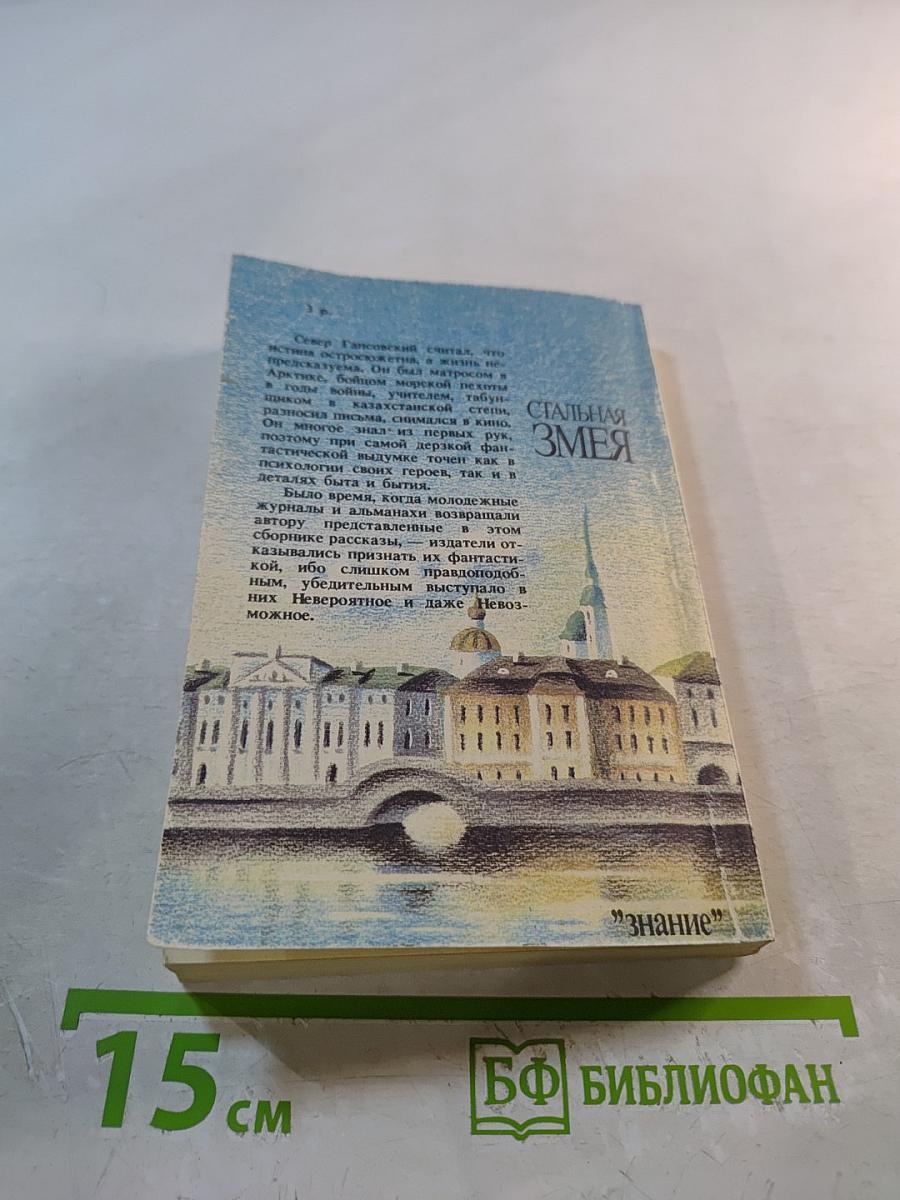 3 р.
Север Гансовский считал, что
истина остросюжетна, а жизнь не-
предсказуема. Он был матросом в
Арктике, бойцом морской пехоты
в годы войны, учителем, табун-
щиком в казахстанской степи,
разносил письма, снимался в кино.
Он многое знал из первых рук,
поэтому при самой дерзкой фан-
тастической выдумке точен как в
психологии своих героев, так и в
деталях быта и бытия.
Было время, когда молодежные
журналы и альманахи возвращали
автору представленные в этом
сборнике рассказы, — издатели от-
казывались признать их фантасти-
кой, ибо слишком правдоподоб-
ным, убедительным выступало в
них Невероятное и даже Невоз-
можное.
СТАЛЬНАЯ
ЗМЕЯ
"знание"
15 см
БФ БИБЛИОФАН